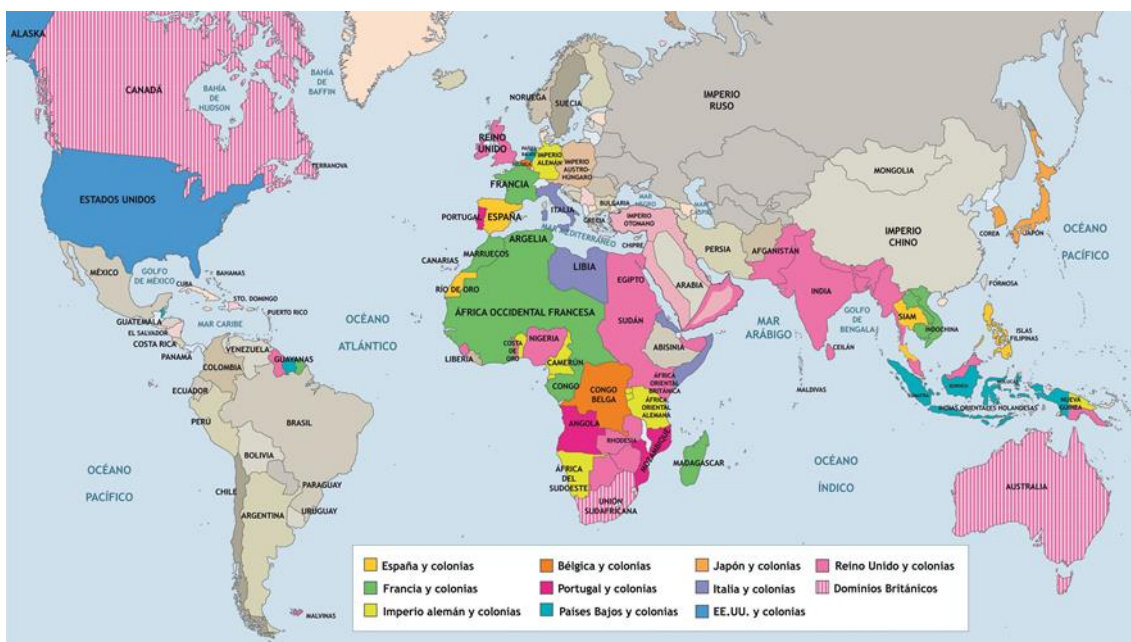 ALASKA
CANADÁ
BAHÍA
DE
HUDSON
BAHÍA
DE
BAFFIN
TERRANOVA
ESTADOS UNIDOS
MÉXICO
GOLFO
DE MÉXICO
BAHAMAS
CUBA
STO. DOMINGO
PUERTO RICO
GUATEMALA
EL SALVADOR
COSTA RICA
PANAMÁ
MAR CARIBE
VENEZUELA
GUAYANAS
COLOMBIA
ECUADOR
PERÚ
BRASIL
BOLIVIA
PARAGUAY
CHILE
URUGUAY
ARGENTINA
MALVINAS
OCÉANO
PACÍFICO
OCÉANO
ATLÁNTICO
NORUEGA
SUECIA
REINO
UNIDO
IMPERIO
ALEMÁN
IMPERIO
AUSTRO-
HÚNGARO
FRANCIA
PORTUGAL
ESPAÑA
ITALIA
BULGARIA
GRECIA
MAR
NEGRO
MAR
CASPIO
IMPERIO
OTOMANO
CHIPRE
MAR MEDITERRÁNEO
IMPERIO
RUSO
MONGOLIA
IMPERIO
CHINO
COREA
JAPÓN
OCÉANO
PACÍFICO
PERSIA
AFGANISTÁN
ARABIA
INDIA
CEILÁN
MALDIVAS
MAR
ARÁBIGO
GOLFO
DE
BENGALA
SIAM
INDOCHINA
FORMOSA
ISLAS
FILIPINAS
SUMATRA
BORNEO
INDIAS ORIENTALES HOLANDESAS
NUEVA
GUINEA
AUSTRALIA
OCÉANO
ÍNDICO
CANARIAS
MARRUECOS
ARGELIA
LIBIA
EGIPTO
RÍO DE ORO
ÁFRICA OCCIDENTAL FRANCESA
SUDÁN
ABISINIA
LIBERIA
COSTA
DE
ORO
NIGERIA
CAMERÚN
CONGO
CONGO
BELGA
ÁFRICA
ORIENTAL
BRITÁNICA
ÁFRICA
ORIENTAL
ALEMANA
ANGOLA
RHODESIA
MOZAMBIQUE
MADAGASCAR
ÁFRICA
DEL
SUDOESTE
UNIÓN
SUDAFRICANA
España y colonias
Francia y colonias
Imperio alemán y colonias
Bélgica y colonias
Portugal y colonias
Países Bajos y colonias
Japón y colonias
Italia y colonias
EE.UU. y colonias
Reino Unido y colonias
Dominios Británicos